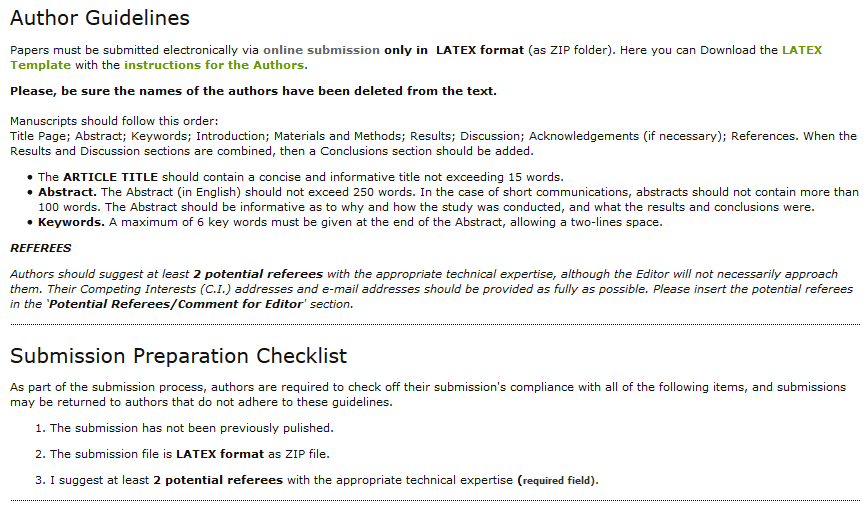 Author Guidelines
Papers must be submitted electronically via online submission only in LATEX format (as ZIP folder). Here you can Download the LATEX
Template with the instructions for the Authors.
Please, be sure the names of the authors have been deleted from the text.
Manuscripts should follow this order:
Title Page; Abstract; Keywords; Introduction; Materials and Methods; Results; Discussion; Acknowledgements (if necessary); References. When the
Results and Discussion sections are combined, then a Conclusions section should be added.
• The ARTICLE TITLE should contain a concise and informative title not exceeding 15 words.
• Abstract. The Abstract (in English) should not exceed 250 words. In the case of short communications, abstracts should not contain more than
100 words. The Abstract should be informative as to why and how the study was conducted, and what the results and conclusions were.
• Keywords. A maximum of 6 key words must be given at the end of the Abstract, allowing a two-lines space.
REFEREES
Authors should suggest at least 2 potential referees with the appropriate technical expertise, although the Editor will not necessarily approach
them. Their Competing Interests (C.I.) addresses and e-mail addresses should be provided as fully as possible. Please insert the potential referees
in the ‘Potential Referees/Comment for Editor’ section.
Submission Preparation Checklist
As part of the submission process, authors are required to check off their submission's compliance with all of the following items, and submissions
may be returned to authors that do not adhere to these guidelines.
1. The submission has not been previously pulished.
2. The submission file is LATEX format as ZIP file.
3. I suggest at least 2 potential referees with the appropriate technical expertise (required field).